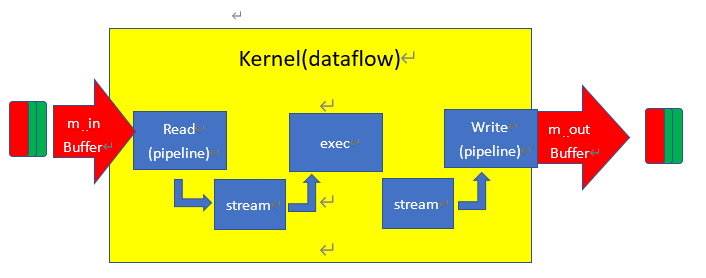 Kernel(dataflow)
m_in
Buffer
Read
(pipeline)
stream
exec
stream
Write
(pipeline)
m_out
Buffer